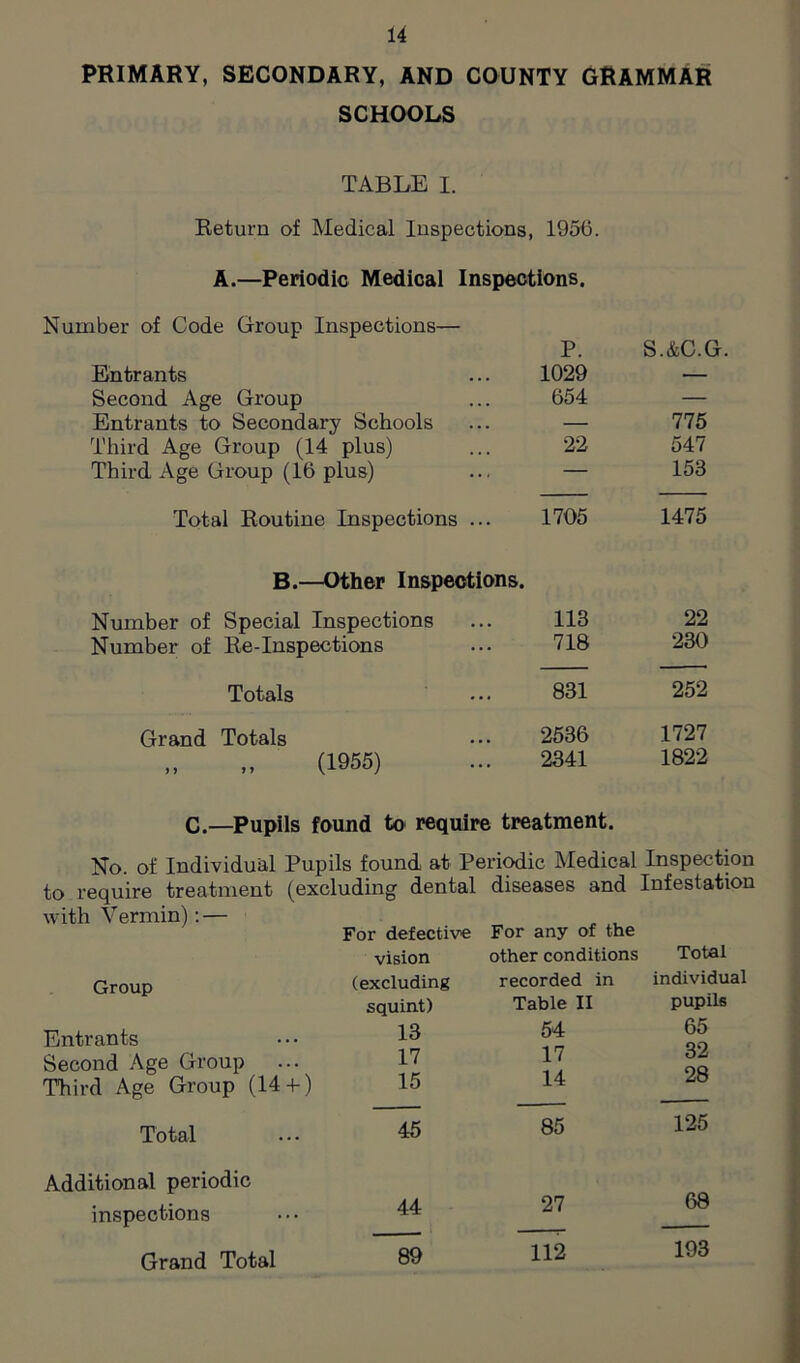 14
PRIMARY, SECONDARY, AND COUNTY GRAMMAR
SCHOOLS
TABLE I.
Return of Medical Inspections, 1956.
A.—Periodic Medical Inspections.
Number of Code Group Inspections—
P. S.&C.G.
Entrants ... 1029 —
Second Age Group ... 654 —
Entrants to Secondary Schools ... — 775
Third Age Group (14 plus) ... 22 547
Third Age Group (16 plus) ... — 153
Total Routine Inspections ... 1705 1475
B.—Other Inspections.
Number of Special Inspections ... 113 22
Number of Re-Inspections ... 718 230
Totals ... 831 252
Grand Totals ... 2536 1727
,, ,, (1955) ... 2341 1822
C.—Pupils found to require treatment.
No. of Individual Pupils found at Periodic Medical Inspection
to require treatment (excluding dental diseases and Infestation
with Vermin):—
For defective For any of the
vision other conditions Total
Group (excluding recorded in individual
squint) Table II pupils
Entrants ... 13 54 65
Second Age Group ... 17 17 32
Third Age Group (14+) 15 14 28
Total ... 45 85 125
Additional periodic
inspections ... 44 27 68
Grand Total 89 112 193